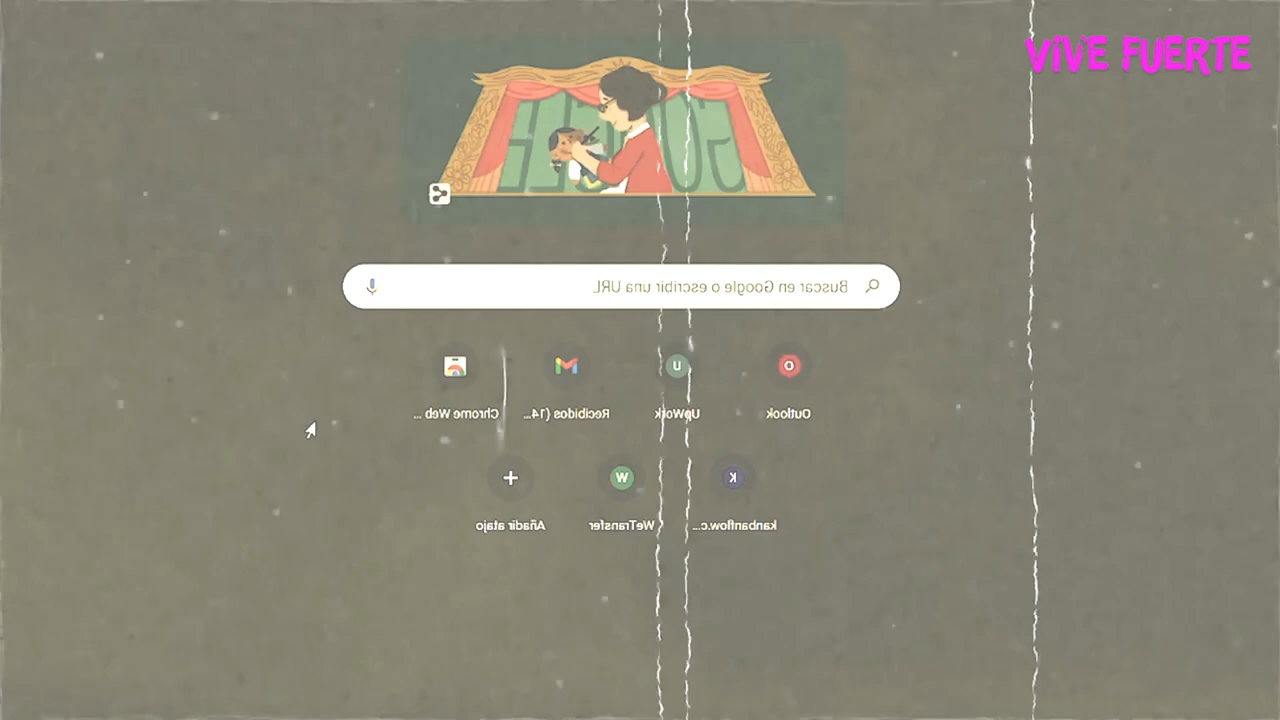 VIVE FUERTE
Buscar en Google o escribir una URL
Outlook
UpWork
Recibidos (14...
Chrome Web ...
kanbanflow.c...
WeTransfer
Añadir atajo